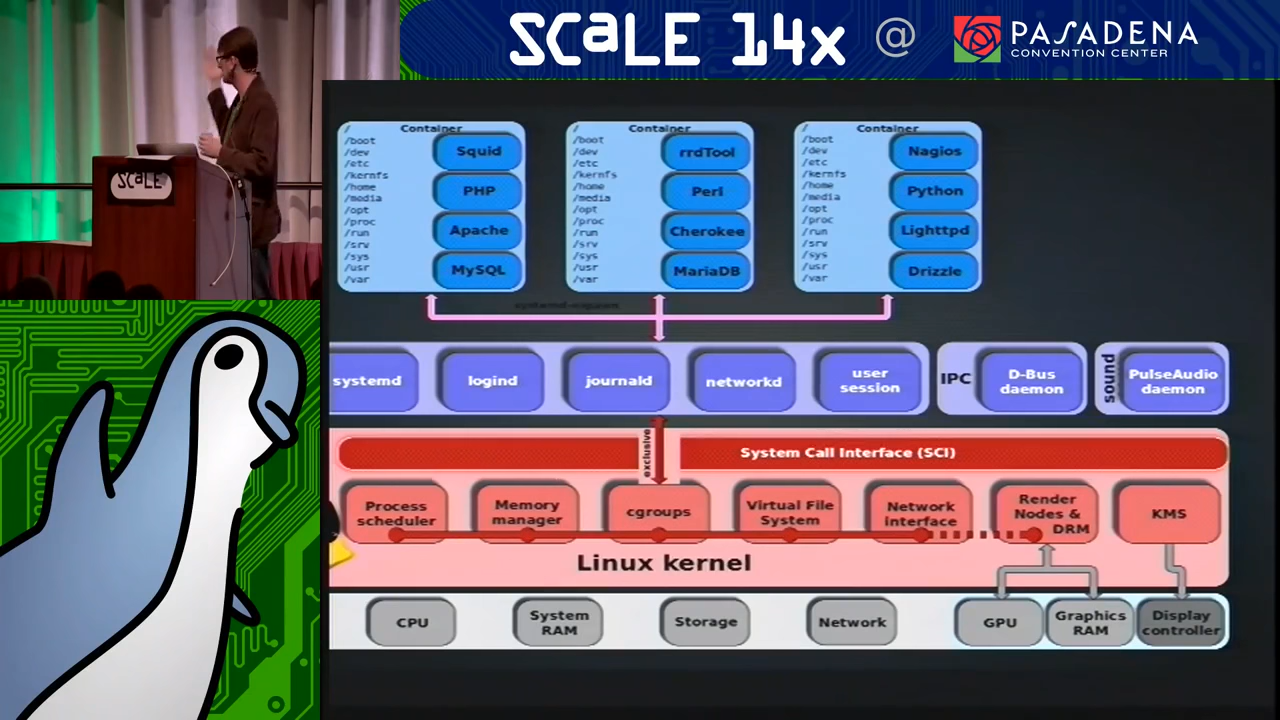 SCALE 14x @ PASADENA
CONVENTION CENTER
SCALE
/ Container
/boot
/dev
/etc
/kernfs
/home
/media
/opt
/proc
/run
/srv
/sys
/usr
/var
Squid
PHP
Apache
MySQL
/ Container
/boot
/dev
/etc
/kernfs
/home
/media
/opt
/proc
/run
/srv
/sys
/usr
/var
rrdTool
Perl
Cherokee
MariaDB
/ Container
/boot
/dev
/etc
/kernfs
/home
/media
/opt
/proc
/run
/srv
/sys
/usr
/var
Nagios
Python
Lighttpd
Drizzle
systemd-nspawn
systemd
logind
journald
networkd
user
session
IPC
D-Bus
daemon
sound
PulseAudio
daemon
exclusive
System Call Interface (SCI)
Process
scheduler
Memory
manager
cgroups
Virtual File
System
Network
interface
Render
Nodes &
DRM
KMS
Linux kernel
CPU
System
RAM
Storage
Network
GPU
Graphics
RAM
Display
controller